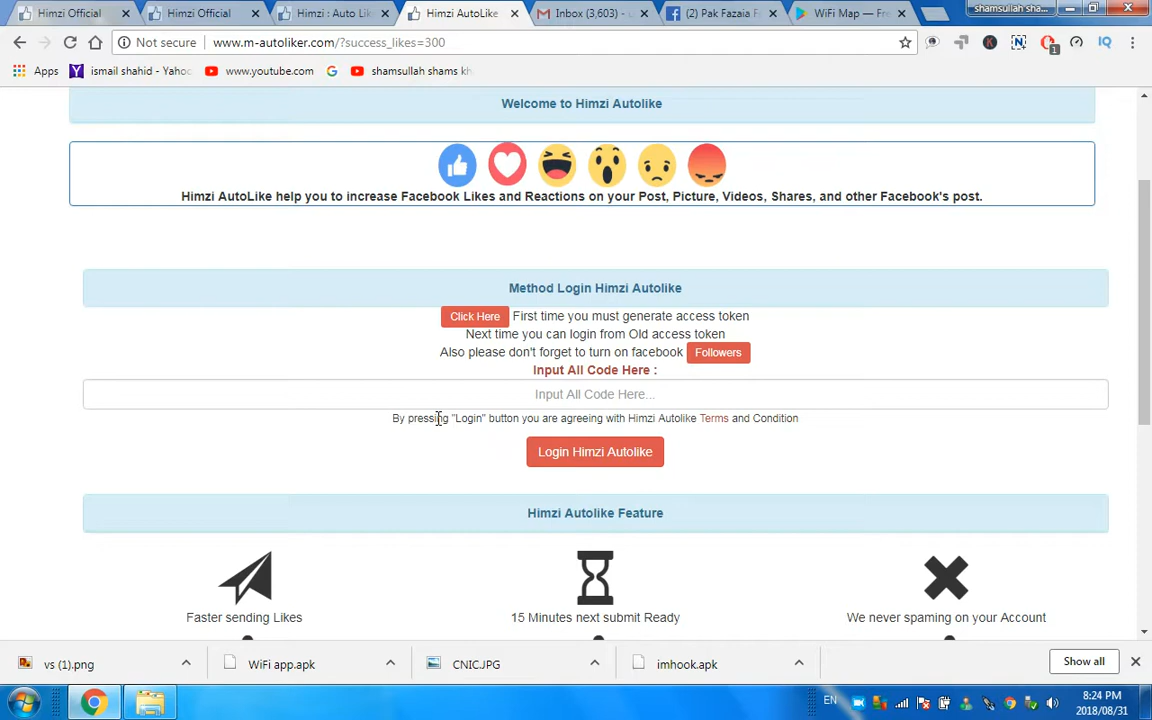 Himzi Official
Himzi Official
Himzi : Auto Lik
Himzi AutoLike
Inbox (3,603) -
(2) Pak Fazaia F
WiFi Map — Fre
shamsullah sha...
Not secure
www.m-autoliker.com/?success_likes=300
1
Apps
ismail shahid - Yaho
www.youtube.com
shamsullah shams kh
Welcome to Himzi Autolike
Himzi AutoLike help you to increase Facebook Likes and Reactions on your Post, Picture, Videos, Shares, and other Facebook's post.
Method Login Himzi Autolike
Click Here First time you must generate access token
Next time you can login from Old access token
Also please don't forget to turn on facebook Followers
Input All Code Here :
Input All Code Here...
By pressing "Login" button you are agreeing with Himzi Autolike Terms and Condition
Login Himzi Autolike
Himzi Autolike Feature
Faster sending Likes
15 Minutes next submit Ready
We never spaming on your Account
vs (1).png
WiFi app.apk
CNIC.JPG
imhook.apk
Show all
EN
8:24 PM
2018/08/31